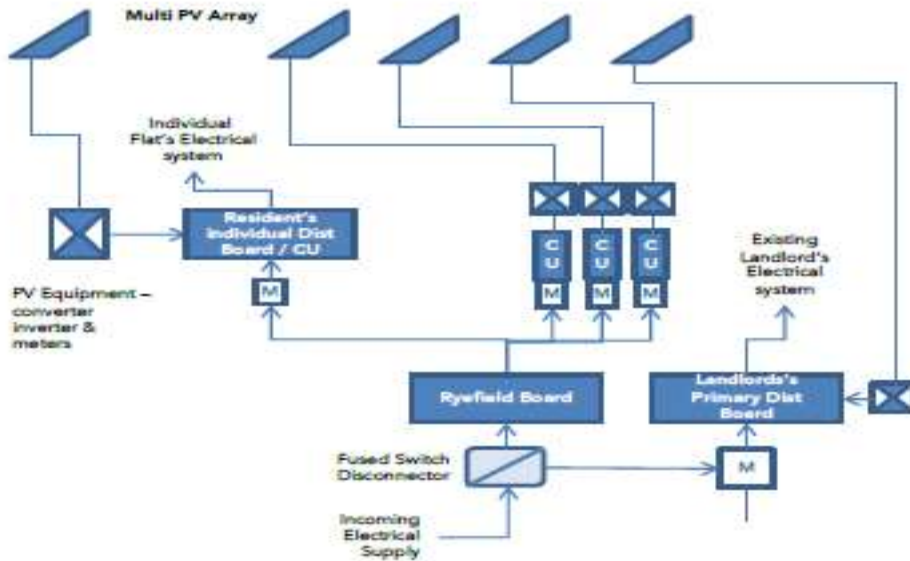 Multi PV Array
Individual
Flat's Electrical
system
Resident's
Individual Dist
Board / CU
PV Equipment –
converter
inverter &
meters
M
C
U
C
U
C
U
M
M
M
Existing
Landlord's
Electrical
system
Ryefield Board
Landlords's
Primary Dist
Board
Fused Switch
Disconnector
M
Incoming
Electrical
Supply